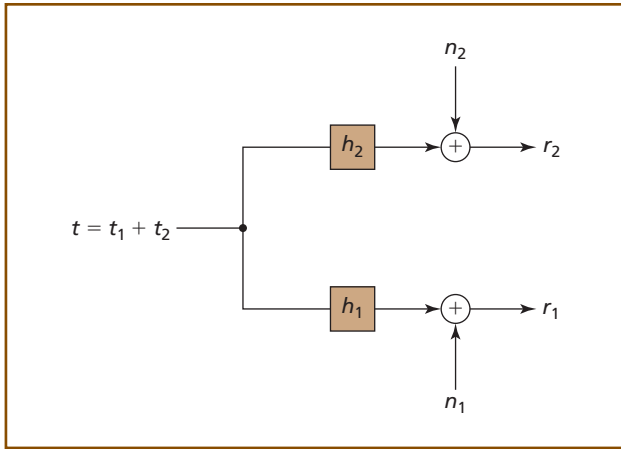 n₂
h₂
+
r₂
t = t₁ + t₂
h₁
+
r₁
n₁